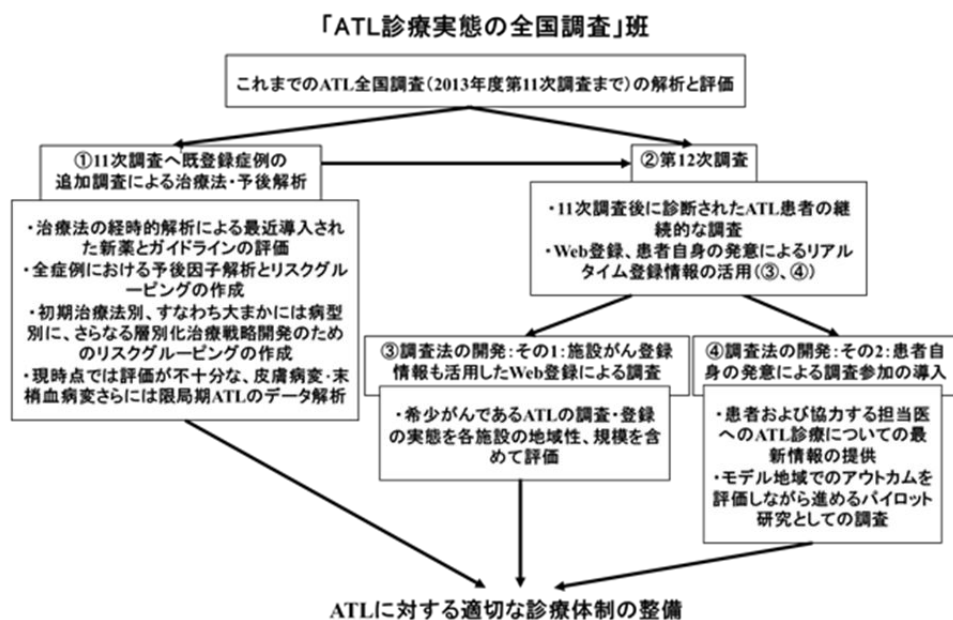 「ATL診療実態の全国調査」班
これまでのATL全国調査(2013年度第11次調査まで)の解析と評価
①11次調査へ既登録症例の
追加調査による治療法・予後解析
②第12次調査
・治療法の経時的解析による最近導入され
た新薬とガイドラインの評価
・全症例における予後因子解析とリスクグル
ーピングの作成
・初期治療法別、すなわち大まかには病型
別に、さらなる層別化治療戦略開発のため
のリスクグルーピングの作成
・現時点では評価が不十分な、皮膚病変・末
梢血病変さらには限局期ATLのデータ解析
・11次調査後に診断されたATL患者の継
続的な調査
・Web登録、患者自身の発意によるリアル
タイム登録情報の活用(③、④)
③調査法の開発:その1:施設がん登録
情報も活用したWeb登録による調査
・希少がんであるATLの調査・登録
の実態を各施設の地域性、規模を含
めて評価
④調査法の開発:その2:患者自
身の発意による調査参加の導入
・患者および協力する担当医
へのATL診療についての最
新情報の提供
・モデル地域でのアウトカムを
評価しながら進めるパイロット
研究としての調査
ATLに対する適切な診療体制の整備